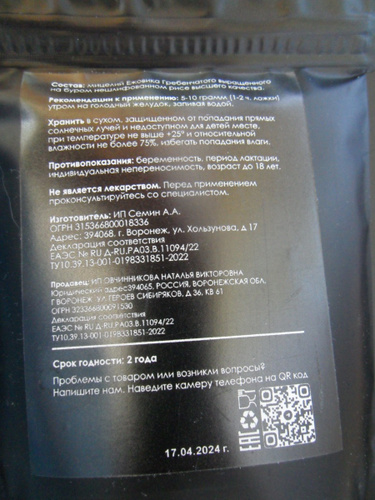 Состав: мицелий Ежовика Гребенчатого выращенного
на буром, нешлифованном рисе высшего качества.
Рекомендации к применению: 5-10 грамм (1-2 ч. ложки)
утром на голодный желудок, запивая водой.
Хранить в сухом, защищенном от попадания прямых
солнечных лучей и недоступном для детей месте,
при температуре не выше +25° и относительной
влажности не более 75%, избегать попадания влаги.
Противопоказания: беременность, период лактации,
индивидуальная непереносимость, возраст до 18 лет.
Не является лекарством. Перед применением
проконсультируйтесь со специалистом.
Изготовитель: ИП Семин А.А.
ОГРН 315366800018336
Адрес: 394068, г. Воронеж, ул. Хользунова, д 17
Декларация соответствия
ЕАЭС № RU Д-RU.РА03.В.11094/22
ТУ10.39.13-001-0198331851-2022
Продавец: ИП ОВЧИННИКОВА НАТАЛЬЯ ВИКТОРОВНА
Юридический адрес394065, РОССИЯ, ВОРОНЕЖСКАЯ ОБЛ,
Г ВОРОНЕЖ, УЛ ГЕРОЕВ СИБИРЯКОВ, Д 36, КВ 61
ОГРН 323366800091530
Декларация соответствия
ЕАЭС № RU Д-RU.РА03.В.11094/22
ТУ10.39.13-001-0198331851-2022
Срок годности: 2 года
Проблемы с товаром или возникли вопросы?
Напишите нам. Наведите камеру телефона на QR код
EAC
17.04.2024 г.